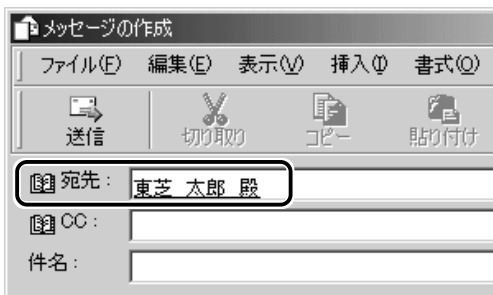 メッセージの作成
ファイル(F) 編集(E) 表示(V) 挿入(I) 書式(O)
送信 切り取り コピー 貼り付け
宛先： 東芝 太郎 殿
CC：
件名：